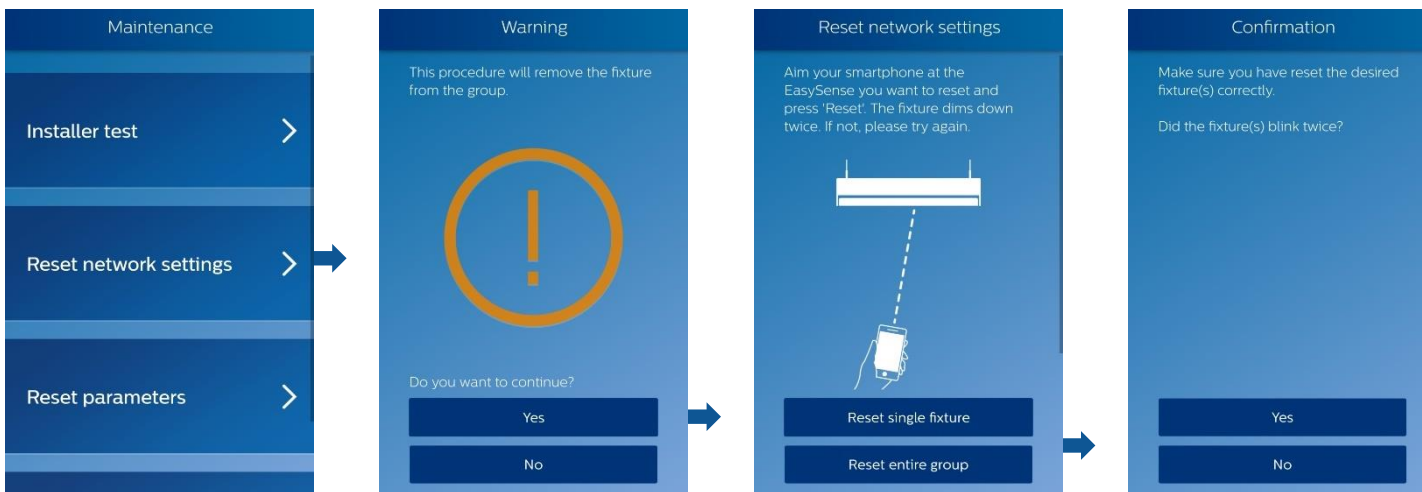 Maintenance
Installer test
Reset network settings
Reset parameters
Warning
This procedure will remove the fixture
from the group.
Do you want to continue?
Yes
No
Reset network settings
Aim your smartphone at the
EasySense you want to reset and
press 'Reset'. The fixture dims down
twice. If not, please try again.
Reset single fixture
Reset entire group
Confirmation
Make sure you have reset the desired
fixture(s) correctly.
Did the fixture(s) blink twice?
Yes
No